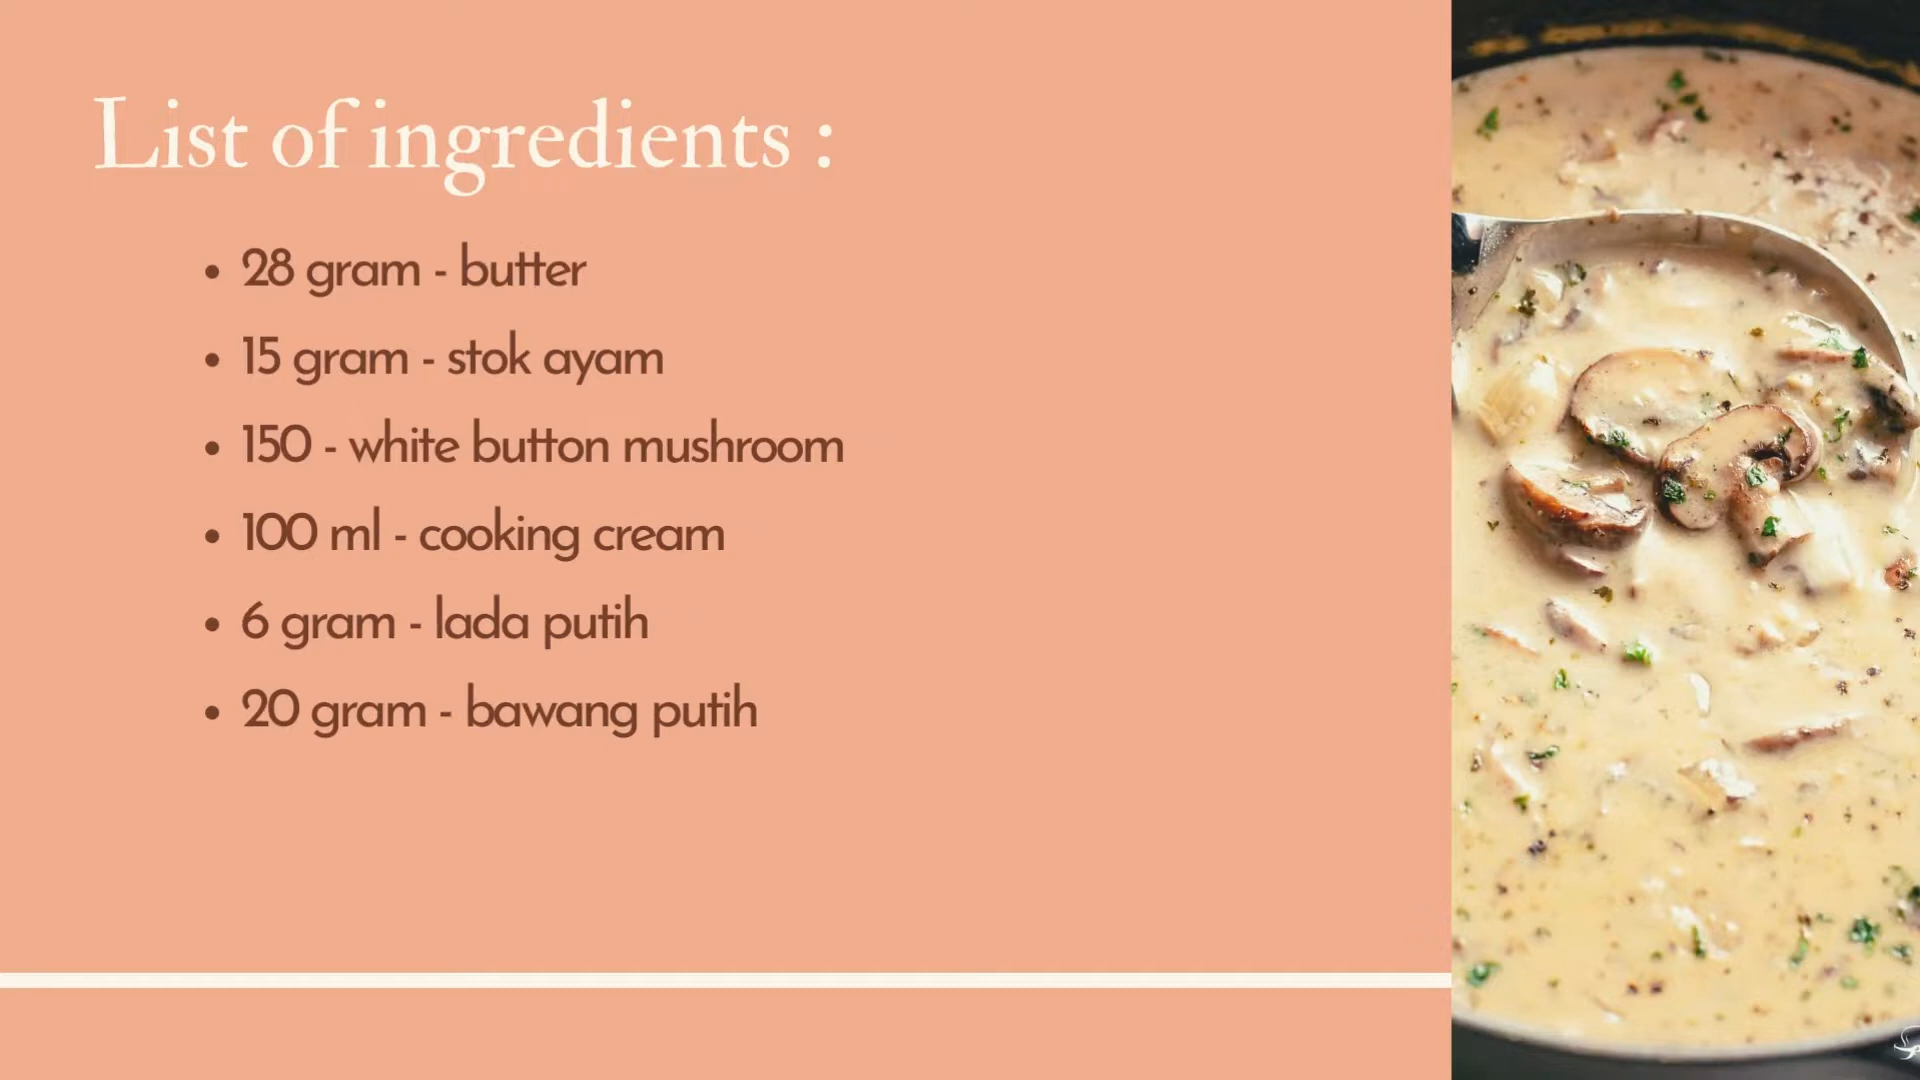 List of ingredients :
28 gram - butter
15 gram - stok ayam
150 - white button mushroom
100 ml - cooking cream
6 gram - lada putih
20 gram - bawang putih